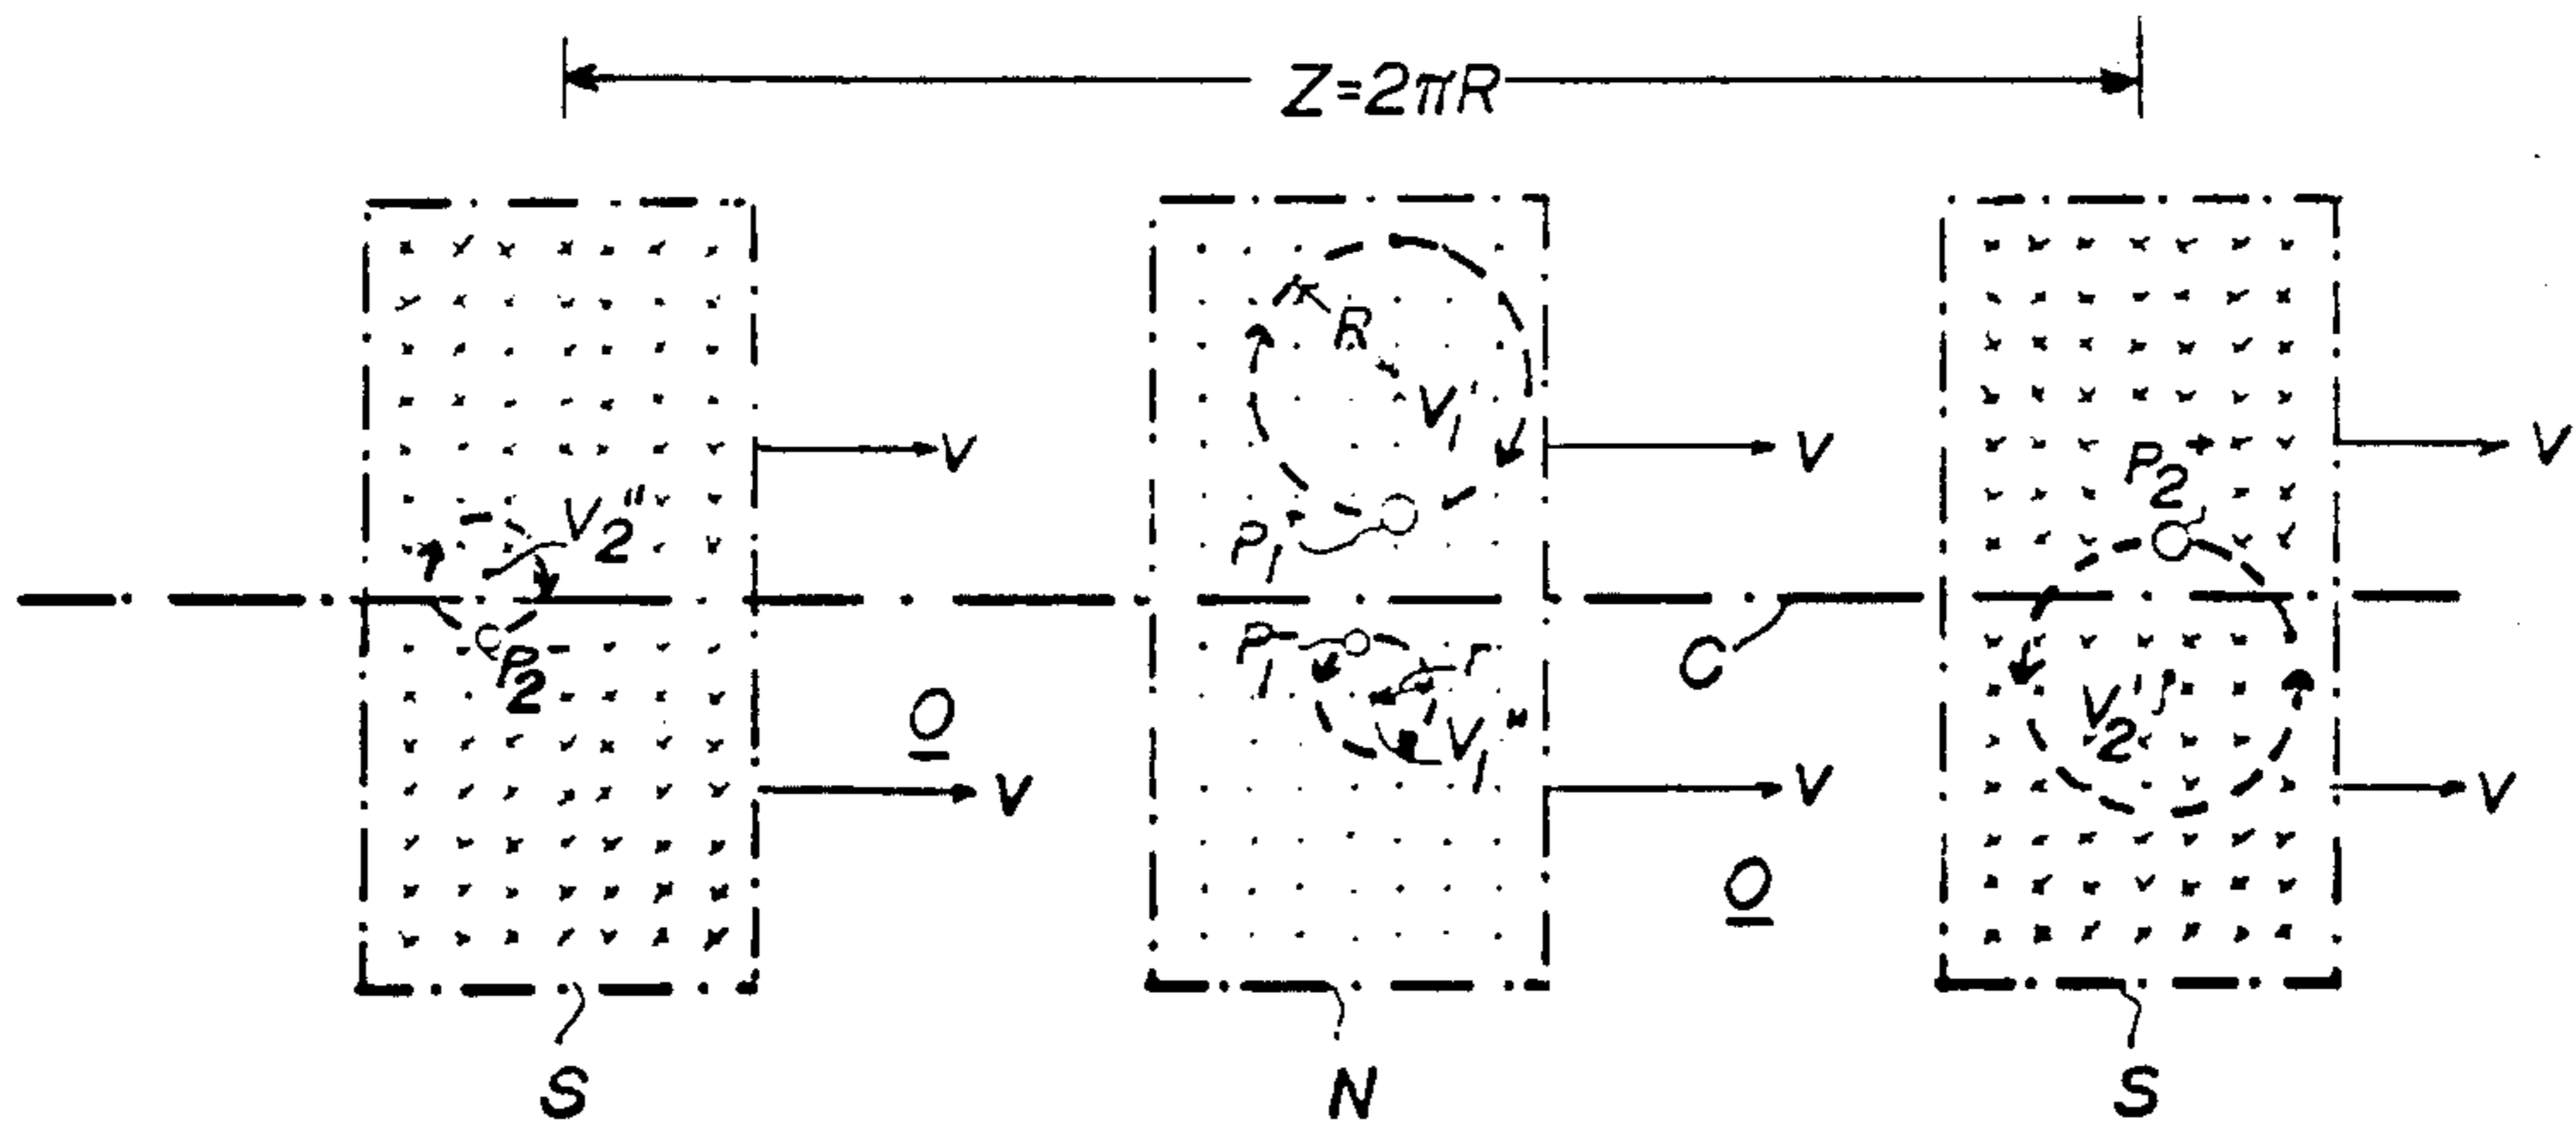 Z=2πR
R
V₁'
V
V
V
P₂⁺
V₂''
P₁⁺
P₂⁻
P₁⁻
r
V₁''
C
V₂'
O
V
V
V
O
S
N
S